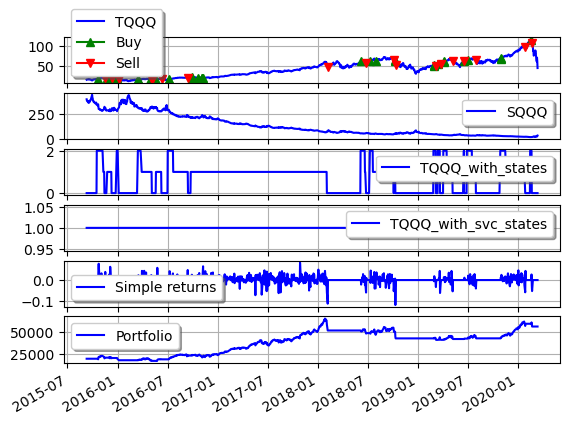 TQQQ
Buy
Sell
100
50
SQQQ
250
0
TQQQ_with_states
2
0
TQQQ_with_svc_states
1.05
1.00
0.95
Simple returns
0.0
−0.1
Portfolio
50000
25000
2015-07
2016-01
2016-07
2017-01
2017-07
2018-01
2018-07
2019-01
2019-07
2020-01